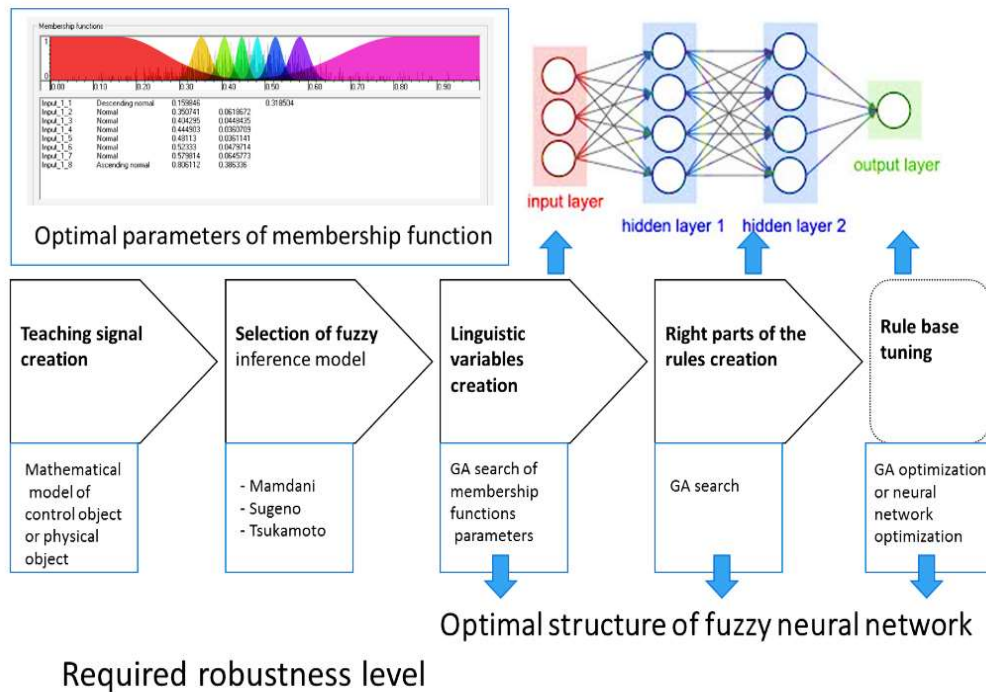 Membership functions
1
0
0.00 0.10 0.20 0.30 0.40 0.50 0.60 0.70 0.80 0.90
Input_1_1 Descending normal 0.159846 0.318504
Input_1_2 Normal 0.350741 0.0618672
Input_1_3 Normal 0.404295 0.0448435
Input_1_4 Normal 0.444903 0.0360709
Input_1_5 Normal 0.48113 0.0361141
Input_1_6 Normal 0.52333 0.0479714
Input_1_7 Normal 0.579814 0.0645773
Input_1_8 Ascending normal 0.806112 0.386336
Optimal parameters of membership function
input layer
hidden layer 1
hidden layer 2
output layer
Teaching signal
creation
Selection of fuzzy
inference model
Linguistic
variables
creation
Right parts of the
rules creation
Rule base
tuning
Mathematical
model of
control object
or physical
object
- Mamdani
- Sugeno
- Tsukamoto
GA search of
membership
functions
parameters
GA search
GA optimization
or neural
network
optimization
Optimal structure of fuzzy neural network
Required robustness level